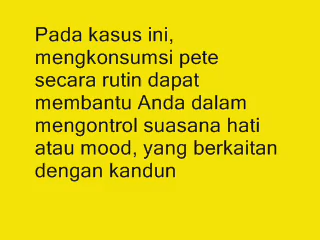 Pada kasus ini,
mengkonsumsi pete
secara rutin dapat
membantu Anda dalam
mengontrol suasana hati
atau mood, yang berkaitan
dengan kandun